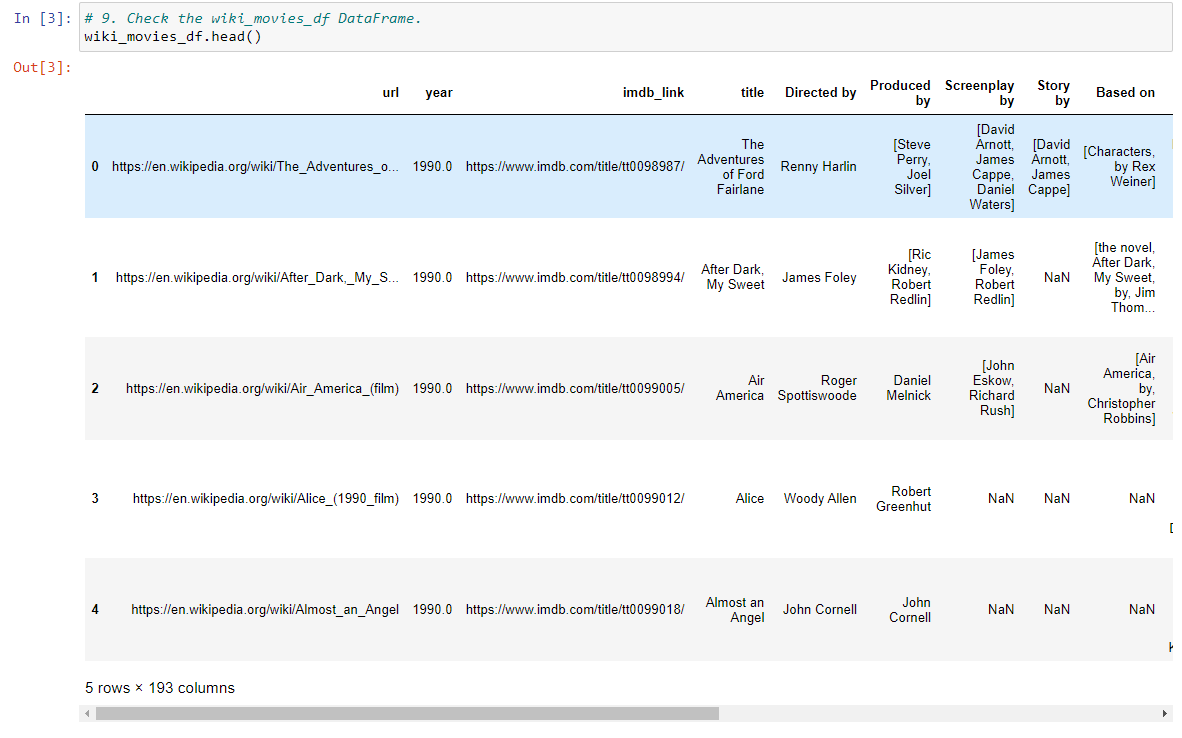 In [3]: # 9. Check the wiki_movies_df DataFrame.
wiki_movies_df.head()
Out[3]:
url year imdb_link title Directed by Produced by Screenplay by Story by Based on
0 https://en.wikipedia.org/wiki/The_Adventures_o... 1990.0 https://www.imdb.com/title/tt0098987/ The Adventures of Ford Fairlane Renny Harlin [Steve Perry, Joel Silver] [David Arnott, James Cappe, Daniel Waters] [David Arnott, James Cappe] [Characters, by Rex Weiner]
1 https://en.wikipedia.org/wiki/After_Dark,_My_S... 1990.0 https://www.imdb.com/title/tt0098994/ After Dark, My Sweet James Foley [Ric Kidney, Robert Redlin] [James Foley, Robert Redlin] NaN [the novel, After Dark, My Sweet, by, Jim Thom...
2 https://en.wikipedia.org/wiki/Air_America_(film) 1990.0 https://www.imdb.com/title/tt0099005/ Air America Roger Spottiswoode Daniel Melnick [John Eskow, Richard Rush] NaN [Air America, by, Christopher Robbins]
3 https://en.wikipedia.org/wiki/Alice_(1990_film) 1990.0 https://www.imdb.com/title/tt0099012/ Alice Woody Allen Robert Greenhut NaN NaN NaN
4 https://en.wikipedia.org/wiki/Almost_an_Angel 1990.0 https://www.imdb.com/title/tt0099018/ Almost an Angel John Cornell John Cornell NaN NaN NaN
5 rows × 193 columns